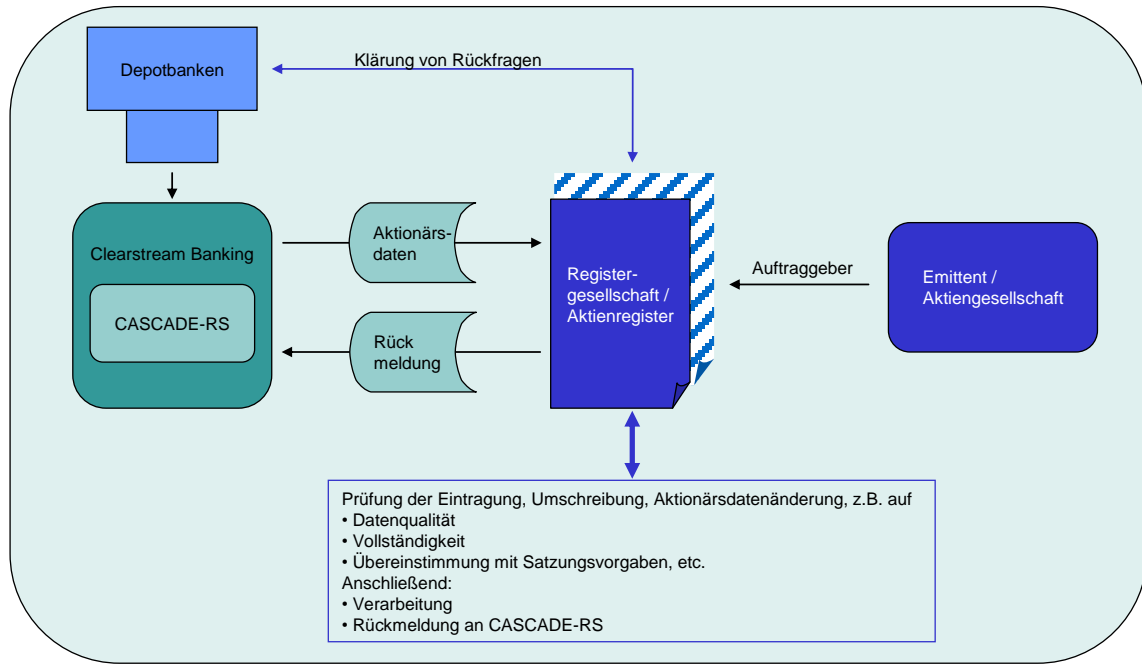 Depotbanken
Klärung von Rückfragen
Clearstream Banking
CASCADE-RS
Aktionärs-
daten
Rück
meldung
Register-
gesellschaft /
Aktienregister
Auftraggeber
Emittent /
Aktiengesellschaft
Prüfung der Eintragung, Umschreibung, Aktionärsdatenänderung, z.B. auf
• Datenqualität
• Vollständigkeit
• Übereinstimmung mit Satzungsvorgaben, etc.
Anschließend:
• Verarbeitung
• Rückmeldung an CASCADE-RS